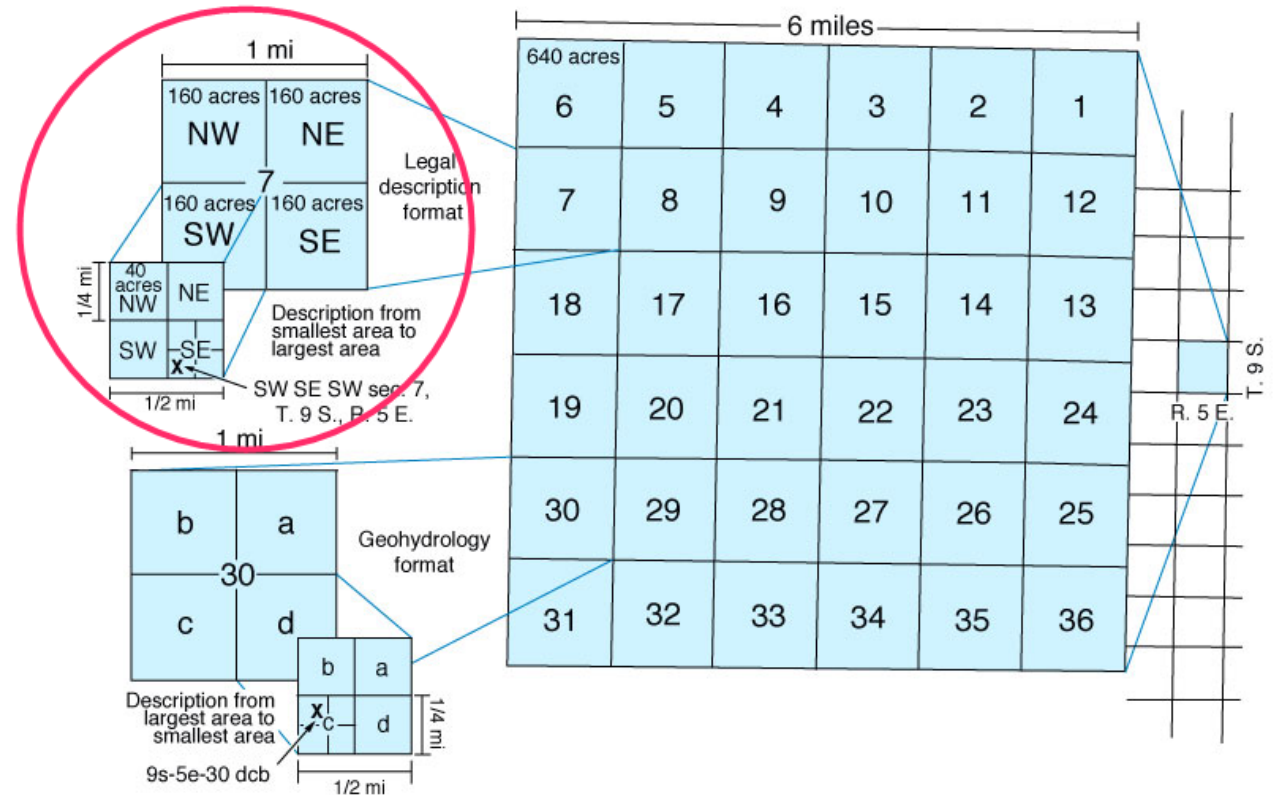 1 mi
160 acres 160 acres
NW NE
7
160 acres 160 acres
SW SE
Legal
description
format
1/4 mi
40
acres
NW NE
SW SE
X
1/2 mi
Description from
smallest area to
largest area
SW SE SW sec. 7,
T. 9 S., R. 5 E.
1 mi
b a
30
c d
Geohydrology
format
b a
X
c d
1/4 mi
1/2 mi
Description from
largest area to
smallest area
9s-5e-30 dcb
6 miles
640 acres
6 5 4 3 2 1
7 8 9 10 11 12
18 17 16 15 14 13
19 20 21 22 23 24
30 29 28 27 26 25
31 32 33 34 35 36
T. 9 S.
R. 5 E.